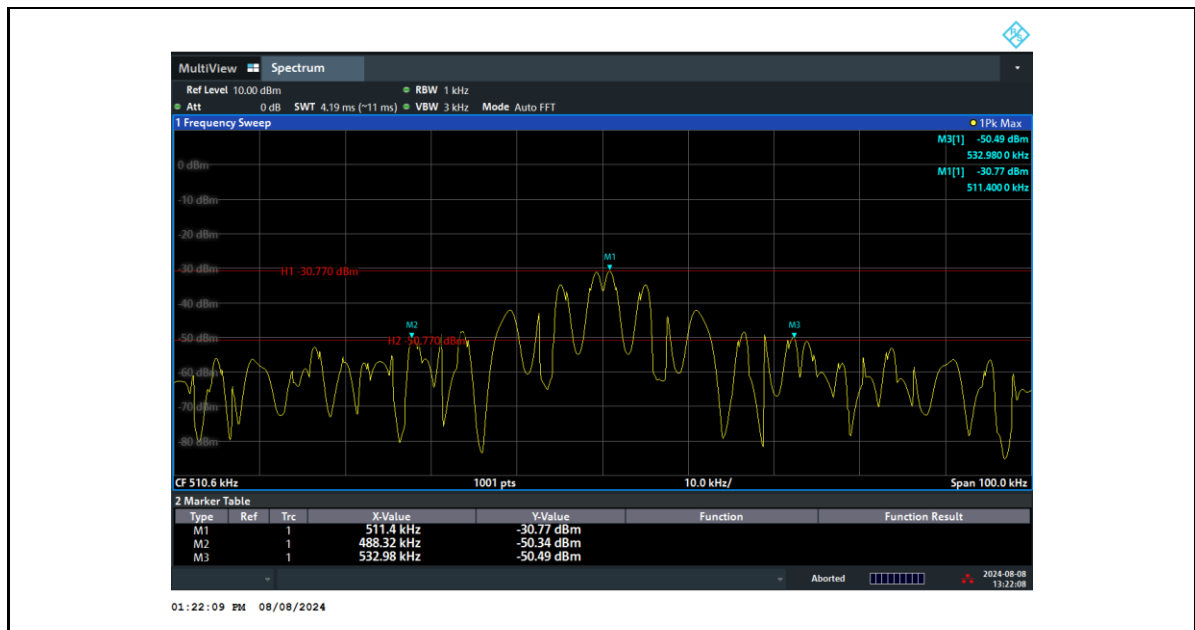 R S
MultiView Spectrum
Ref Level 10.00 dBm RBW 1 kHz
Att 0 dB SWT 4.19 ms (~11 ms) VBW 3 kHz Mode Auto FFT
1 Frequency Sweep 1Pk Max
M3[1] -50.49 dBm
532.980 0 kHz
M1[1] -30.77 dBm
511.400 0 kHz
0 dBm
-10 dBm
-20 dBm
M1
-30 dBm
H1 -30.770 dBm
-40 dBm
M2
M3
-50 dBm
H2 -50.770 dBm
-60 dBm
-70 dBm
-80 dBm
CF 510.6 kHz 1001 pts 10.0 kHz/ Span 100.0 kHz
2 Marker Table
Type Ref Trc X-Value Y-Value Function Function Result
M1 1 511.4 kHz -30.77 dBm
M2 1 488.32 kHz -50.34 dBm
M3 1 532.98 kHz -50.49 dBm
Aborted 2024-08-08
13:22:08
01:22:09 PM 08/08/2024